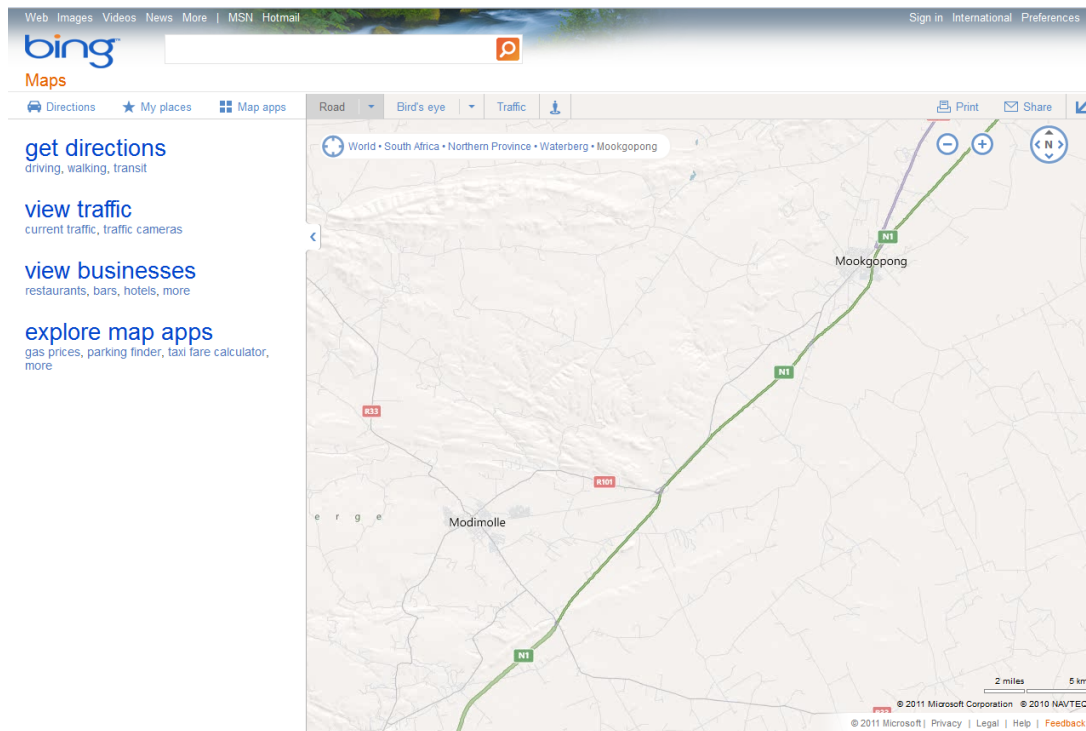 Web Images Videos News More | MSN Hotmail
Sign in International Preferences
bing
Maps
Directions My places Map apps
Road Bird's eye Traffic
Print Share
get directions
driving, walking, transit
view traffic
current traffic, traffic cameras
view businesses
restaurants, bars, hotels, more
explore map apps
gas prices, parking finder, taxi fare calculator,
more
World • South Africa • Northern Province • Waterberg • Mookgopong
N
N1
Mookgopong
N1
R33
R101
e r g e
Modimolle
N1
2 miles 5 km
© 2011 Microsoft Corporation © 2010 NAVTEQ
© 2011 Microsoft | Privacy | Legal | Help | Feedback